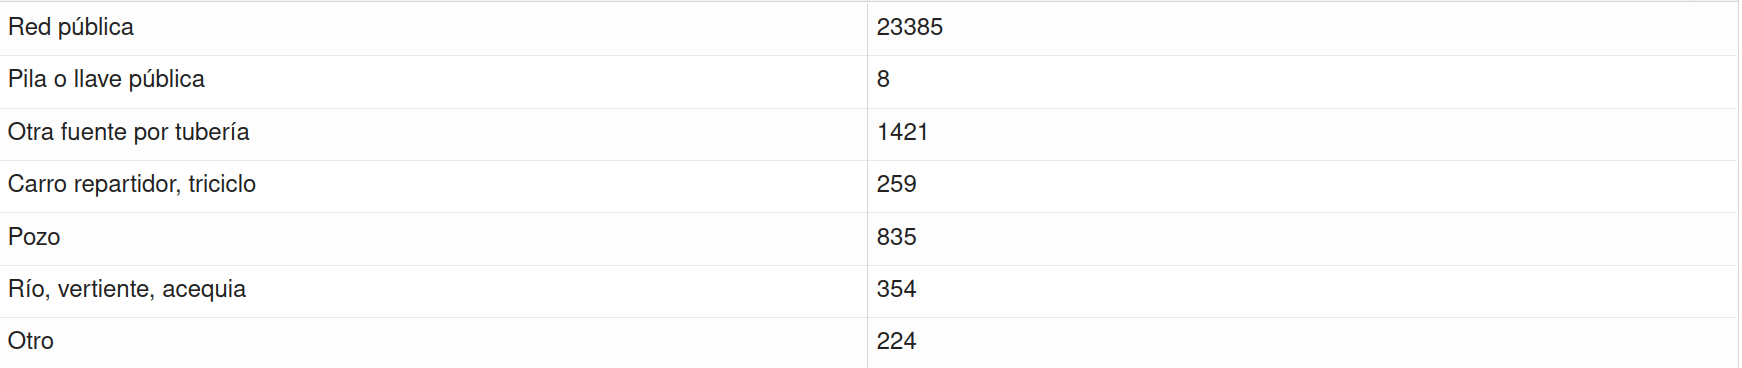 Red pública 23385
Pila o llave pública 8
Otra fuente por tubería 1421
Carro repartidor, triciclo 259
Pozo 835
Río, vertiente, acequia 354
Otro 224